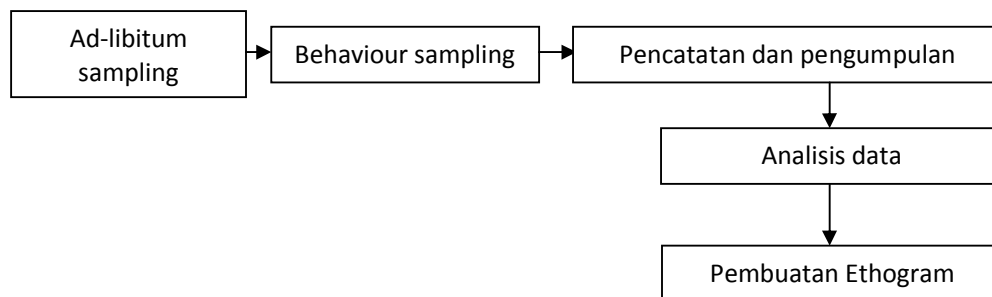 Ad-libitum
sampling
Behaviour sampling
Pencatatan dan pengumpulan
Analisis data
Pembuatan Ethogram